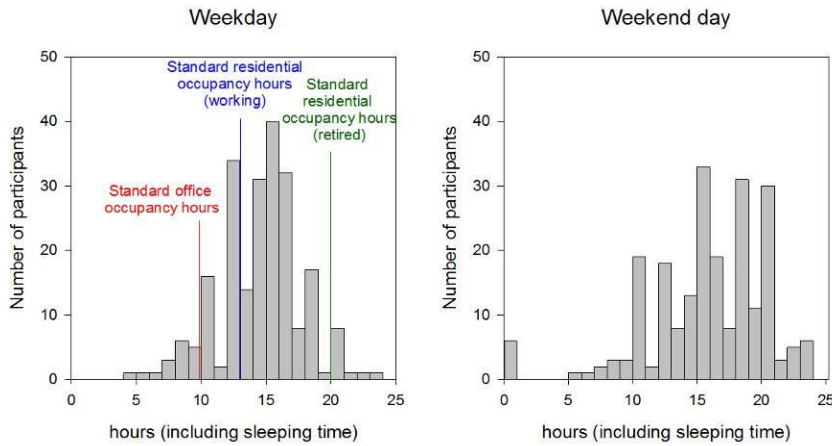 Weekday
Weekend day
50
40
30
20
10
0
Number of participants
Standard residential
occupancy hours
(working)
Standard
residential
occupancy hours
(retired)
Standard office
occupancy hours
0 5 10 15 20 25
hours (including sleeping time)
50
40
30
20
10
0
Number of participants
0 5 10 15 20 25
hours (including sleeping time)